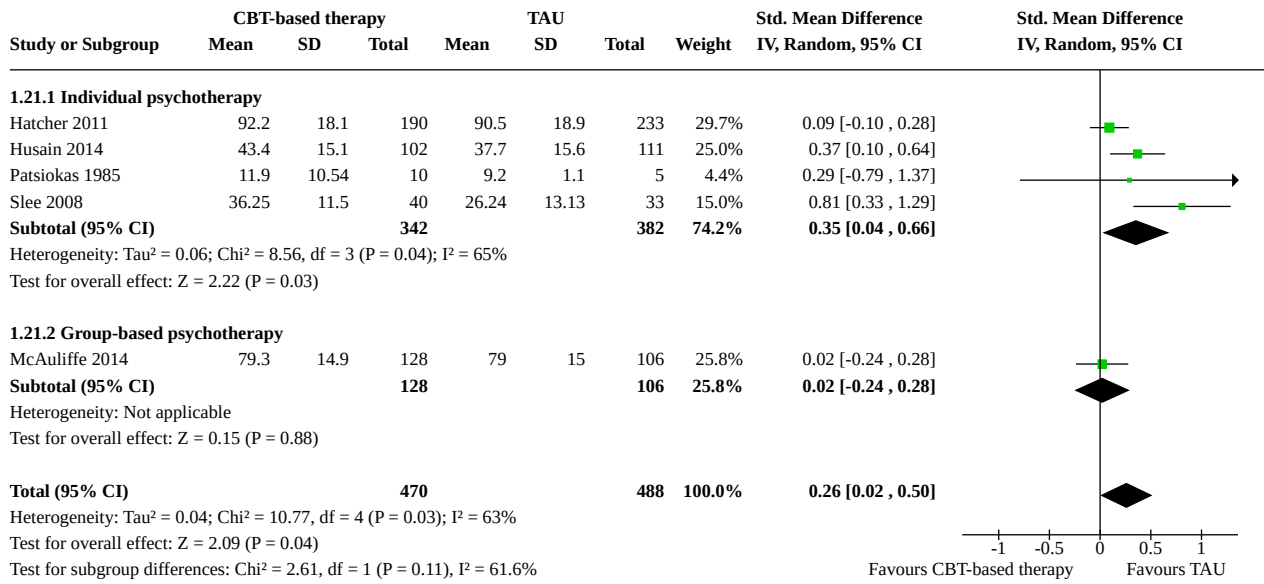 CBT-based therapy TAU Std. Mean Difference Std. Mean Difference
Study or Subgroup Mean SD Total Mean SD Total Weight IV, Random, 95% CI IV, Random, 95% CI
1.21.1 Individual psychotherapy
Hatcher 2011 92.2 18.1 190 90.5 18.9 233 29.7% 0.09 [-0.10 , 0.28]
Husain 2014 43.4 15.1 102 37.7 15.6 111 25.0% 0.37 [0.10 , 0.64]
Patsiokas 1985 11.9 10.54 10 9.2 1.1 5 4.4% 0.29 [-0.79 , 1.37]
Slee 2008 36.25 11.5 40 26.24 13.13 33 15.0% 0.81 [0.33 , 1.29]
Subtotal (95% CI) 342 382 74.2% 0.35 [0.04 , 0.66]
Heterogeneity: Tau² = 0.06; Chi² = 8.56, df = 3 (P = 0.04); I² = 65%
Test for overall effect: Z = 2.22 (P = 0.03)
1.21.2 Group-based psychotherapy
McAuliffe 2014 79.3 14.9 128 79 15 106 25.8% 0.02 [-0.24 , 0.28]
Subtotal (95% CI) 128 106 25.8% 0.02 [-0.24 , 0.28]
Heterogeneity: Not applicable
Test for overall effect: Z = 0.15 (P = 0.88)
Total (95% CI) 470 488 100.0% 0.26 [0.02 , 0.50]
Heterogeneity: Tau² = 0.04; Chi² = 10.77, df = 4 (P = 0.03); I² = 63%
Test for overall effect: Z = 2.09 (P = 0.04)
-1 -0.5 0 0.5 1
Test for subgroup differences: Chi² = 2.61, df = 1 (P = 0.11), I² = 61.6%
Favours CBT-based therapy Favours TAU